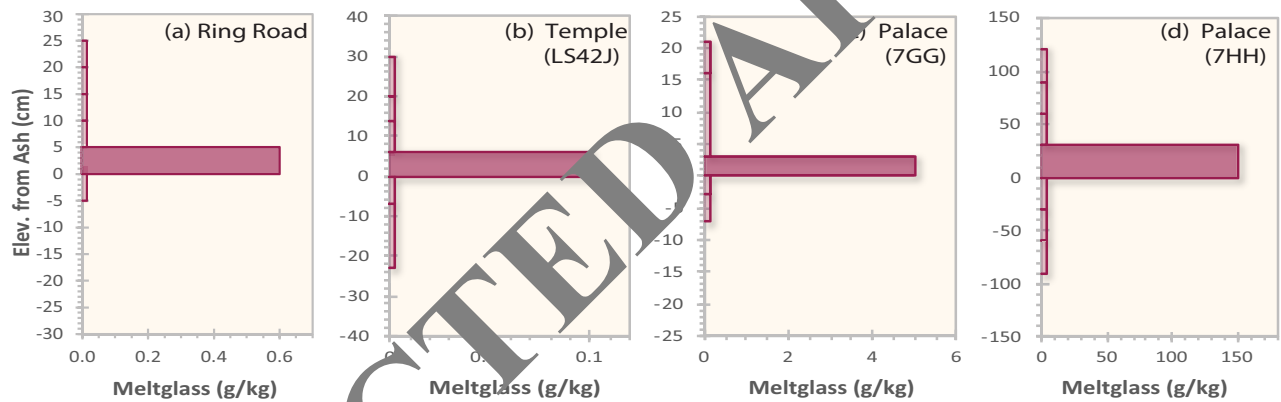 (a) Ring Road
(b) Temple
(LS42J)
Palace
(7GG)
(d) Palace
(7HH)
Elev. from Ash (cm)
30
25
20
15
10
5
0
-5
-10
-15
-20
-25
-30
40
30
20
10
0
-10
-20
-30
-40
25
20
15
10
0
-10
-15
-20
-25
150
100
50
0
-50
-100
-150
0.0 0.2 0.4 0.6
0.1
0 2 4 6
0 50 100 150
Meltglass (g/kg)
Meltglass (g/kg)
Meltglass (g/kg)
Meltglass (g/kg)
CTED